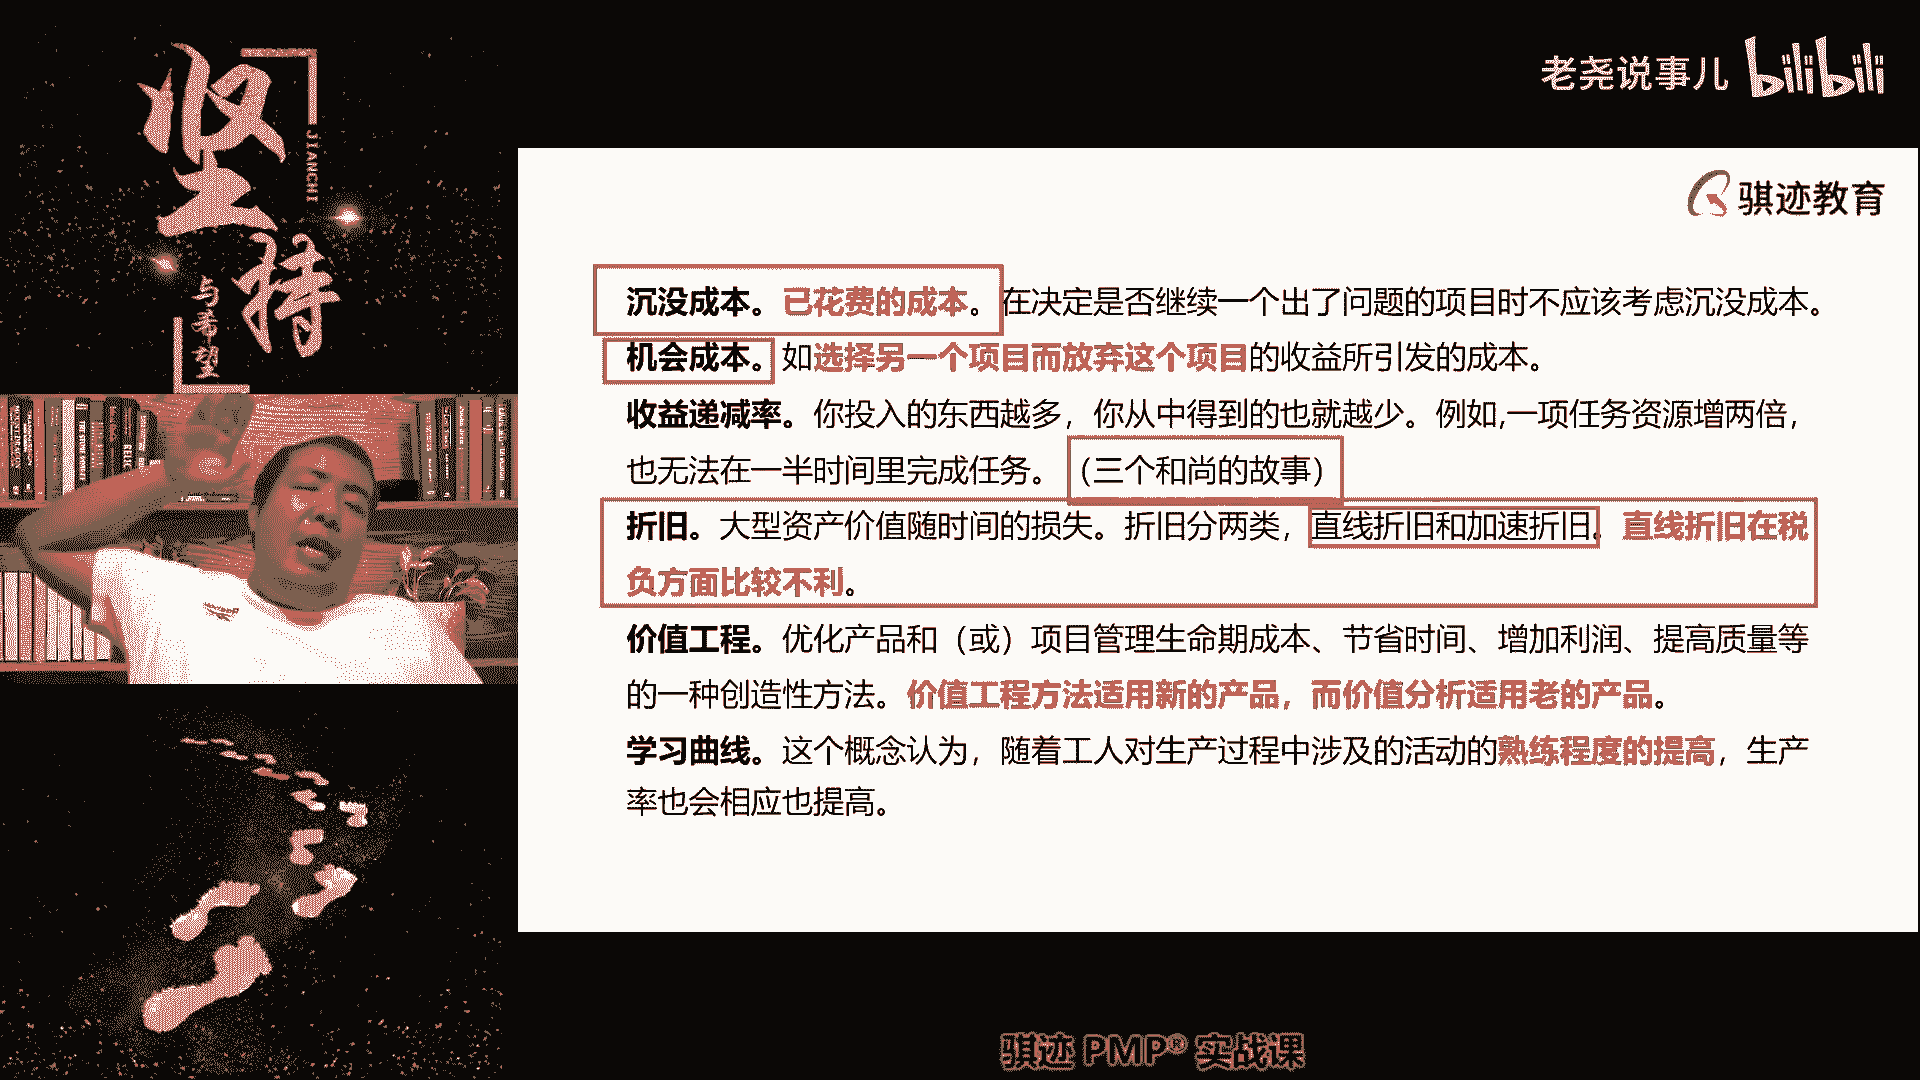 坚持
JIANCHI
与希望
老尧说事儿 bilibili
骐迹教育
沉没成本。已花费的成本。在决定是否继续一个出了问题的项目时不应该考虑沉没成本。
机会成本。如选择另一个项目而放弃这个项目的收益所引发的成本。
收益递减率。你投入的东西越多，你从中得到的也就越少。例如,一项任务资源增两倍，
也无法在一半时间里完成任务。（三个和尚的故事）
折旧。大型资产价值随时间的损失。折旧分两类，直线折旧和加速折旧。直线折旧在税
负方面比较不利。
价值工程。优化产品和（或）项目管理生命期成本、节省时间、增加利润、提高质量等
的一种创造性方法。价值工程方法适用新的产品，而价值分析适用老的产品。
学习曲线。这个概念认为，随着工人对生产过程中涉及的活动的熟练程度的提高，生产
率也会相应也提高。
骐迹 PMP® 实战课